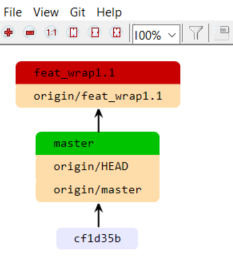 File View Git Help
1:1 100%
feat_wrap1.1
origin/feat_wrap1.1
master
origin/HEAD
origin/master
cf1d35b